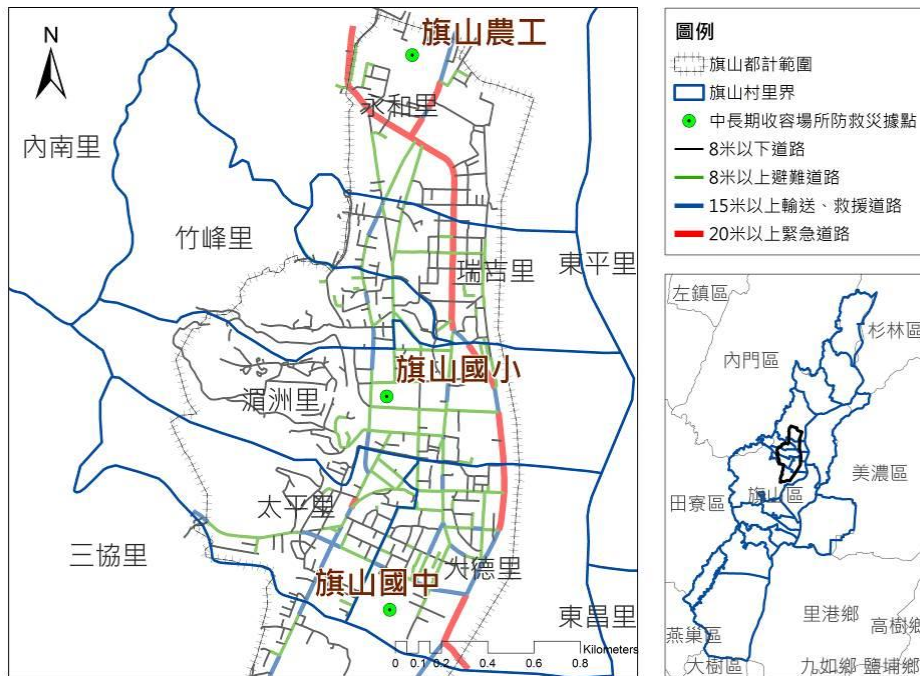 N
旗山農工
永和里
內南里
竹峰里
瑞吉里
東平里
旗山國小
湄洲里
太平里
三協里
旗山國中
大德里
東昌里
Kilometers
0 0.1 0.2 0.4 0.6 0.8
圖例
旗山都計範圍
旗山村里界
中長期收容場所防救災據點
8米以下道路
8米以上避難道路
15米以上輸送、救援道路
20米以上緊急道路
左鎮區
杉林區
內門區
美濃區
田寮區
旗山區
里港鄉
高樹鄉
燕巢區
大樹區
九如鄉
鹽埔鄉